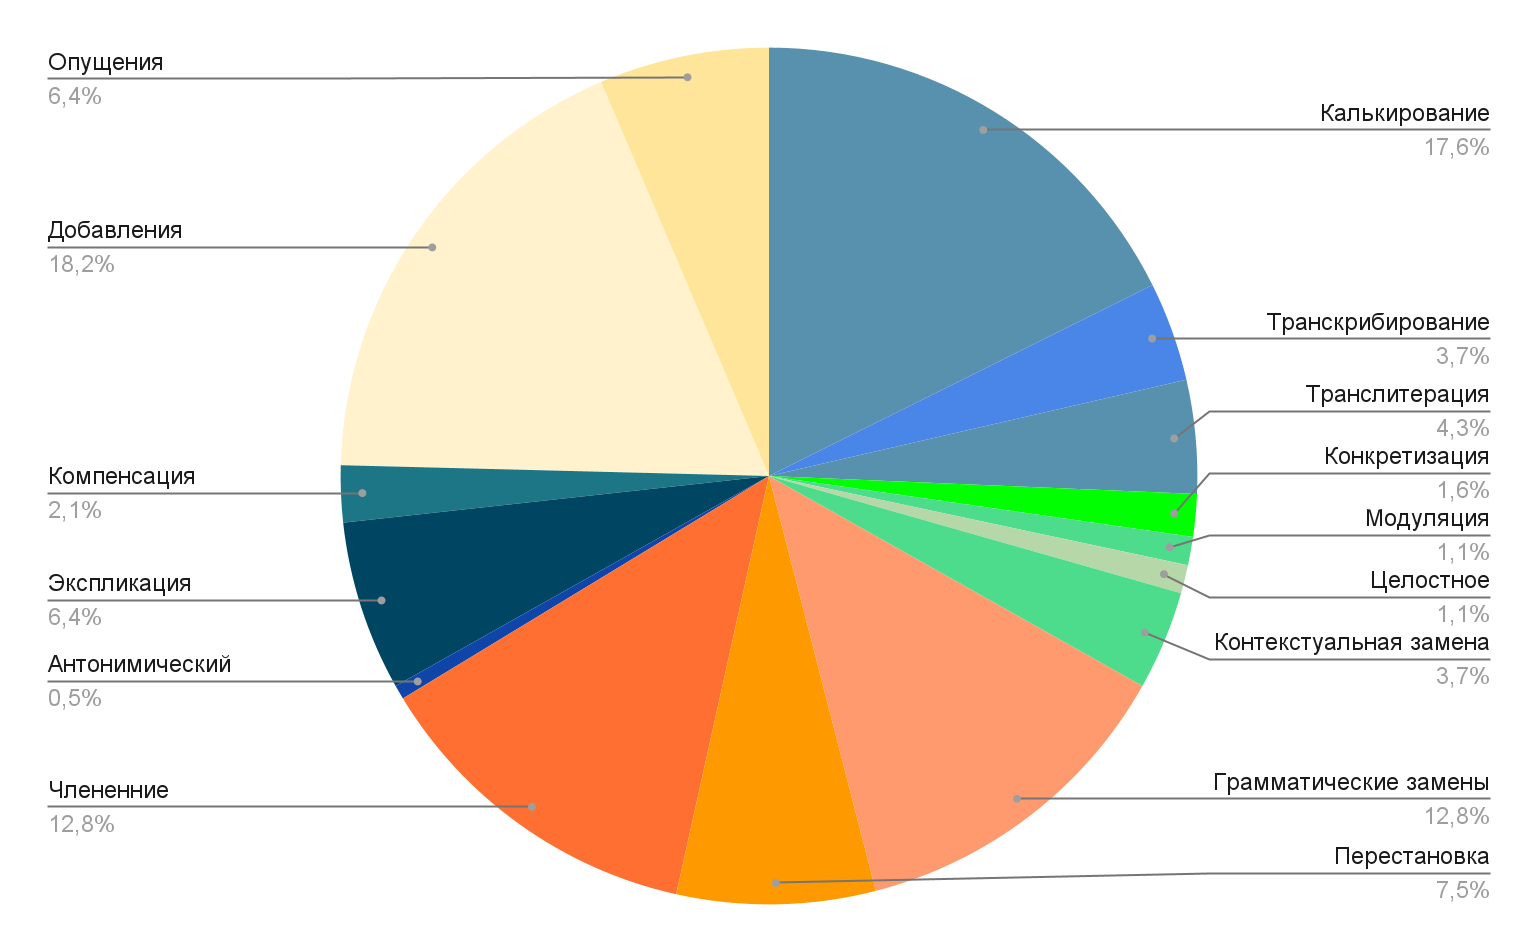 Опущения
6,4%
Добавления
18,2%
Компенсация
2,1%
Экспликация
6,4%
Антонимический
0,5%
Члененние
12,8%
Калькирование
17,6%
Транскрибирование
3,7%
Транслитерация
4,3%
Конкретизация
1,6%
Модуляция
1,1%
Целостное
1,1%
Контекстуальная замена
3,7%
Грамматические замены
12,8%
Перестановка
7,5%